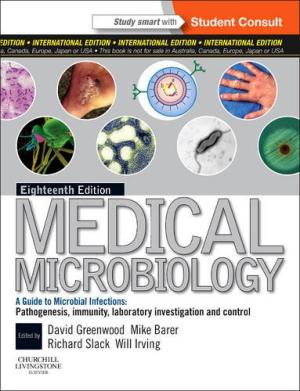 Study smart with Student Consult
EDITION • INTERNATIONAL EDITION • INTERNATIONAL EDITION • INTERNATIONAL EDITION
Canada, Europe, Japan or USA • This book is not for sale in Australia, Canada, Europe, Japan or USA
Eighteenth Edition
MEDICAL
MICROBIOLOGY
A Guide to Microbial Infections:
Pathogenesis, immunity, laboratory investigation and control
Edited by
David Greenwood Mike Barer
Richard Slack Will Irving
CHURCHILL
LIVINGSTONE
ELSEVIER